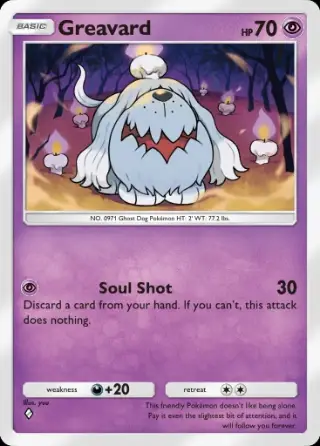 BASIC Greavard HP 70
NO. 0971 Ghost Dog Pokémon HT: 2' WT: 77.2 lbs.
Soul Shot 30
Discard a card from your hand. If you can't, this attack
does nothing.
weakness +20 retreat
Illus. you
This friendly Pokémon doesn't like being alone.
Pay it even the slightest bit of attention, and it
will follow you forever.